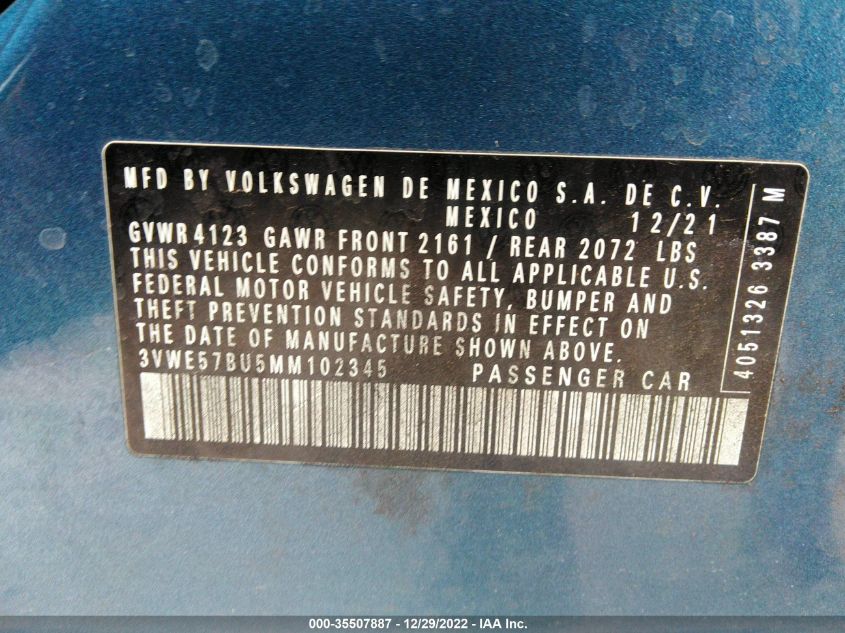 MFD BY VOLKSWAGEN DE MEXICO S.A. DE C.V.
MEXICO 12/21
GVWR 4123 GAWR FRONT 2161 / REAR 2072 LBS
THIS VEHICLE CONFORMS TO ALL APPLICABLE U.S.
FEDERAL MOTOR VEHICLE SAFETY, BUMPER AND
THEFT PREVENTION STANDARDS IN EFFECT ON
THE DATE OF MANUFACTURE SHOWN ABOVE.
3VWE57BU5MM102345 PASSENGER CAR
4051326 3387 M
000-35507887 - 12/29/2022 - IAA Inc.